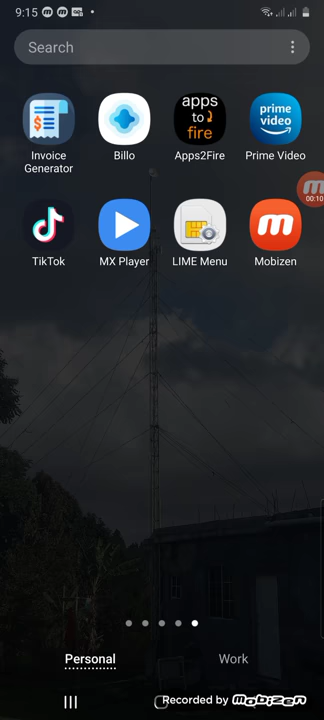 9:15
Search
apps
to
fire
prime
video
Invoice
Generator
Billo
Apps2Fire
Prime Video
00:10
TikTok
MX Player
LIME Menu
Mobizen
Personal
Work
Recorded by mobizen